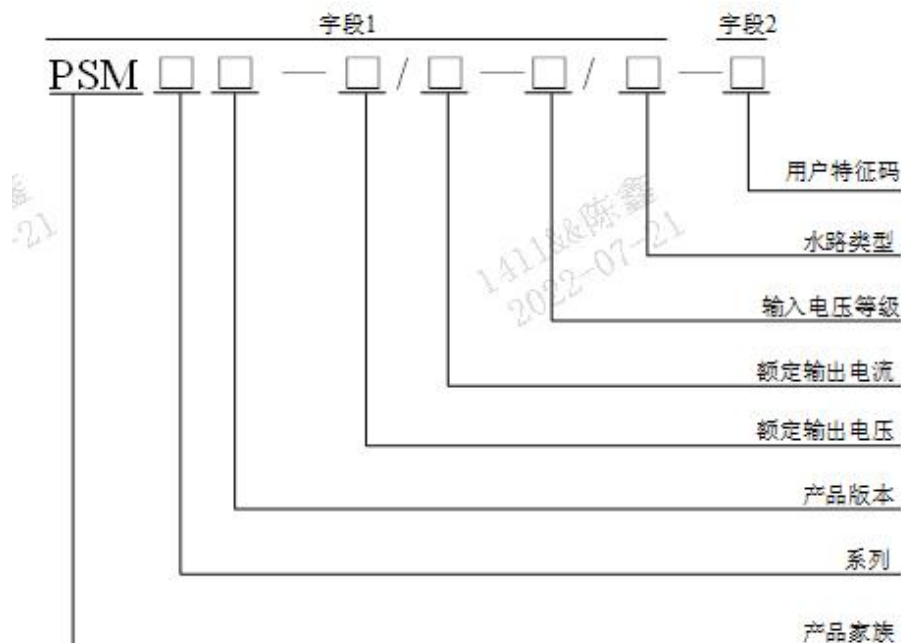 字段1 字段2
PSM □ □ — □ / □ — □ / □ — □
用户特征码
鑫
-21
1411&&陈鑫
2022-07-21
水路类型
输入电压等级
额定输出电流
额定输出电压
产品版本
系列
产品家族